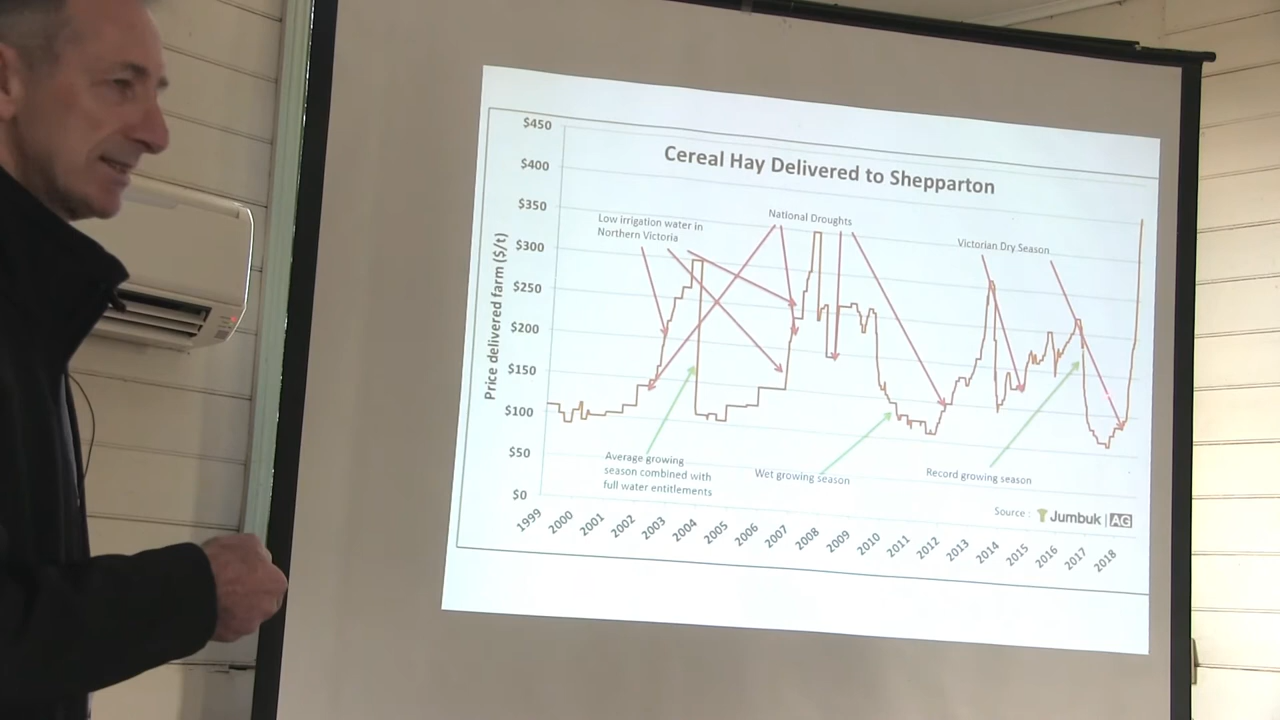 Cereal Hay Delivered to Shepparton
$450
$400
$350
$300
$250
$200
$150
$100
$50
$0
Price delivered farm ($/t)
Low irrigation water in
Northern Victoria
National Droughts
Victorian Dry Season
Average growing
season combined with
full water entitlements
Wet growing season
Record growing season
Source : Jumbuk | AG
1999 2000 2001 2002 2003 2004 2005 2006 2007 2008 2009 2010 2011 2012 2013 2014 2015 2016 2017 2018